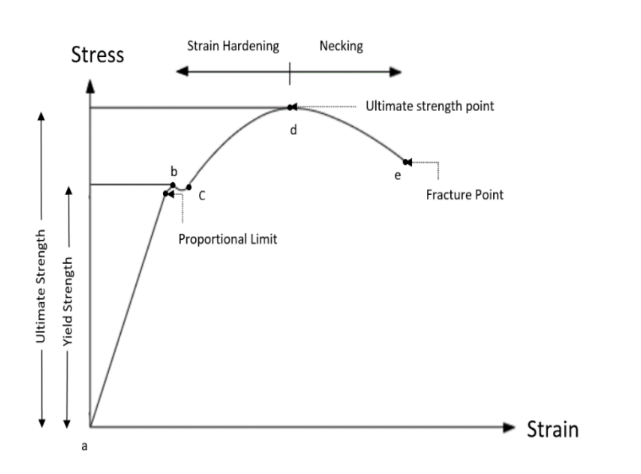 Strain Hardening
Necking
Stress
Ultimate strength point
d
b
e
C
Fracture Point
Proportional Limit
Ultimate Strength
Yield Strength
Strain
a